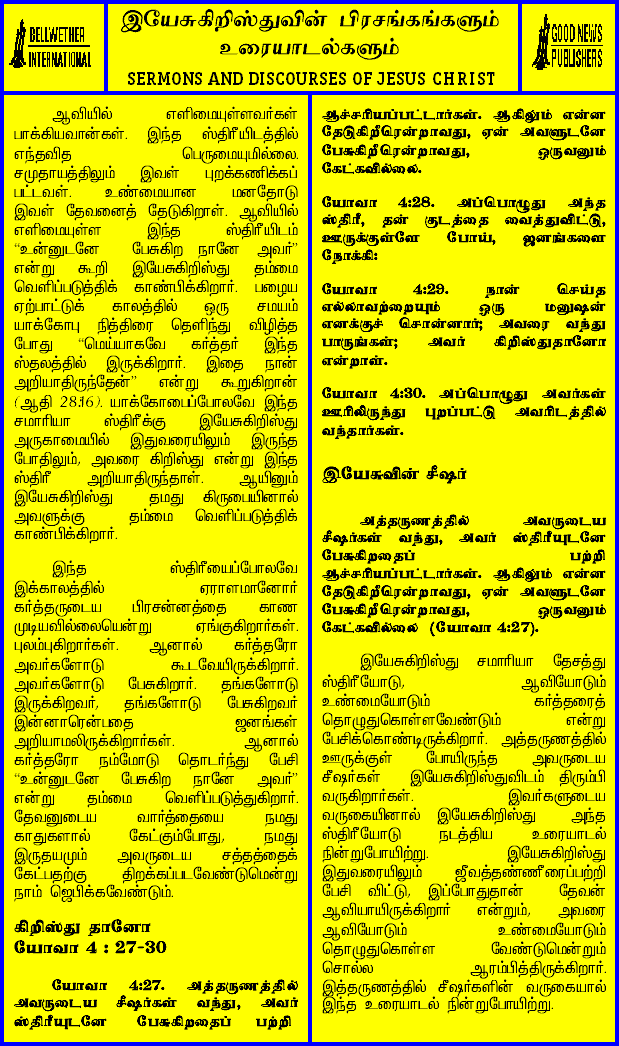 BELLWETHER
INTERNATIONAL
இயேசுகிறிஸ்துவின் பிரசங்கங்களும்
உரையாடல்களும்
SERMONS AND DISCOURSES OF JESUS CHRIST
GOOD NEWS
PUBLISHERS
ஆவியில் எளிமையுள்ளவர்கள்
பாக்கியவான்கள். இந்த ஸ்திரீயிடத்தில்
எந்தவித பெருமையுமில்லை.
சமுதாயத்திலும் இவள் புறக்கணிக்கப்
பட்டவள். உண்மையான மனதோடு
இவள் தேவனைத் தேடுகிறாள். ஆவியில்
எளிமையுள்ள இந்த ஸ்திரீயிடம்
“உன்னுடனே பேசுகிற நானே அவர்”
என்று கூறி இயேசுகிறிஸ்து தம்மை
வெளிப்படுத்திக் காண்பிக்கிறார். பழைய
ஏற்பாட்டுக் காலத்தில் ஒரு சமயம்
யாக்கோபு நித்திரை தெளிந்து விழித்த
போது “மெய்யாகவே கர்த்தர் இந்த
ஸ்தலத்தில் இருக்கிறார். இதை நான்
அறியாதிருந்தேன்” என்று கூறுகிறான்
(ஆதி 28:16). யாக்கோபைப்போலவே இந்த
சமாரியா ஸ்திரீக்கு இயேசுகிறிஸ்து
அருகாமையில் இதுவரையிலும் இருந்த
போதிலும், அவரை கிறிஸ்து என்று இந்த
ஸ்திரீ அறியாதிருந்தாள். ஆயினும்
இயேசுகிறிஸ்து தமது கிருபையினால்
அவளுக்கு தம்மை வெளிப்படுத்திக்
காண்பிக்கிறார்.
இந்த ஸ்திரீயைப்போலவே
இக்காலத்தில் ஏராளமானோர்
கர்த்தருடைய பிரசன்னத்தை காண
முடியவில்லையென்று ஏங்குகிறார்கள்.
புலம்புகிறார்கள். ஆனால் கர்த்தரோ
அவர்களோடு கூடவேயிருக்கிறார்.
அவர்களோடு பேசுகிறார். தங்களோடு
இருக்கிறவர், தங்களோடு பேசுகிறவர்
இன்னாரென்பதை ஜனங்கள்
அறியாமலிருக்கிறார்கள். ஆனால்
கர்த்தரோ நம்மோடு தொடர்ந்து பேசி
“உன்னுடனே பேசுகிற நானே அவர்”
என்று தம்மை வெளிப்படுத்துகிறார்.
தேவனுடைய வார்த்தையை நமது
காதுகளால் கேட்கும்போது, நமது
இருதயமும் அவருடைய சத்தத்தைக்
கேட்பதற்கு திறக்கப்படவேண்டுமென்று
நாம் ஜெபிக்கவேண்டும்.
கிறிஸ்து தானோ
யோவா 4 : 27-30
யோவா 4:27. அத்தருணத்தில்
அவருடைய சீஷர்கள் வந்து, அவர்
ஸ்திரீயுடனே பேசுகிறதைப் பற்றி
ஆச்சரியப்பட்டார்கள். ஆகிலும் என்ன
தேடுகிறீரென்றாவது, ஏன் அவளுடனே
பேசுகிறீரென்றாவது, ஒருவனும்
கேட்கவில்லை.
யோவா 4:28. அப்பொழுது அந்த
ஸ்திரீ, தன் குடத்தை வைத்துவிட்டு,
ஊருக்குள்ளே போய், ஜனங்களை
நோக்கி:
யோவா 4:29. நான் செய்த
எல்லாவற்றையும் ஒரு மனுஷன்
எனக்குச் சொன்னார்; அவரை வந்து
பாருங்கள்; அவர் கிறிஸ்துதானோ
என்றாள்.
யோவா 4:30. அப்பொழுது அவர்கள்
ஊரிலிருந்து புறப்பட்டு அவரிடத்தில்
வந்தார்கள்.
இயேசுவின் சீஷர்
அத்தருணத்தில் அவருடைய
சீஷர்கள் வந்து, அவர் ஸ்திரீயுடனே
பேசுகிறதைப் பற்றி
ஆச்சரியப்பட்டார்கள். ஆகிலும் என்ன
தேடுகிறீரென்றாவது, ஏன் அவளுடனே
பேசுகிறீரென்றாவது, ஒருவனும்
கேட்கவில்லை (யோவா 4:27).
இயேசுகிறிஸ்து சமாரியா தேசத்து
ஸ்திரீயோடு, ஆவியோடும்
உண்மையோடும் கர்த்தரைத்
தொழுதுகொள்ளவேண்டும் என்று
பேசிக்கொண்டிருக்கிறார். அத்தருணத்தில்
ஊருக்குள் போயிருந்த அவருடைய
சீஷர்கள் இயேசுகிறிஸ்துவிடம் திரும்பி
வருகிறார்கள். இவர்களுடைய
வருகையினால் இயேசுகிறிஸ்து அந்த
ஸ்திரீயோடு நடத்திய உரையாடல்
நின்றுபோயிற்று. இயேசுகிறிஸ்து
இதுவரையிலும் ஜீவத்தண்ணீரைப்பற்றி
பேசி விட்டு, இப்போதுதான் தேவன்
ஆவியாயிருக்கிறார் என்றும், அவரை
ஆவியோடும் உண்மையோடும்
தொழுதுகொள்ள வேண்டுமென்றும்
சொல்ல ஆரம்பித்திருக்கிறார்.
இத்தருணத்தில் சீஷர்களின் வருகையால்
இந்த உரையாடல் நின்றுபோயிற்று.